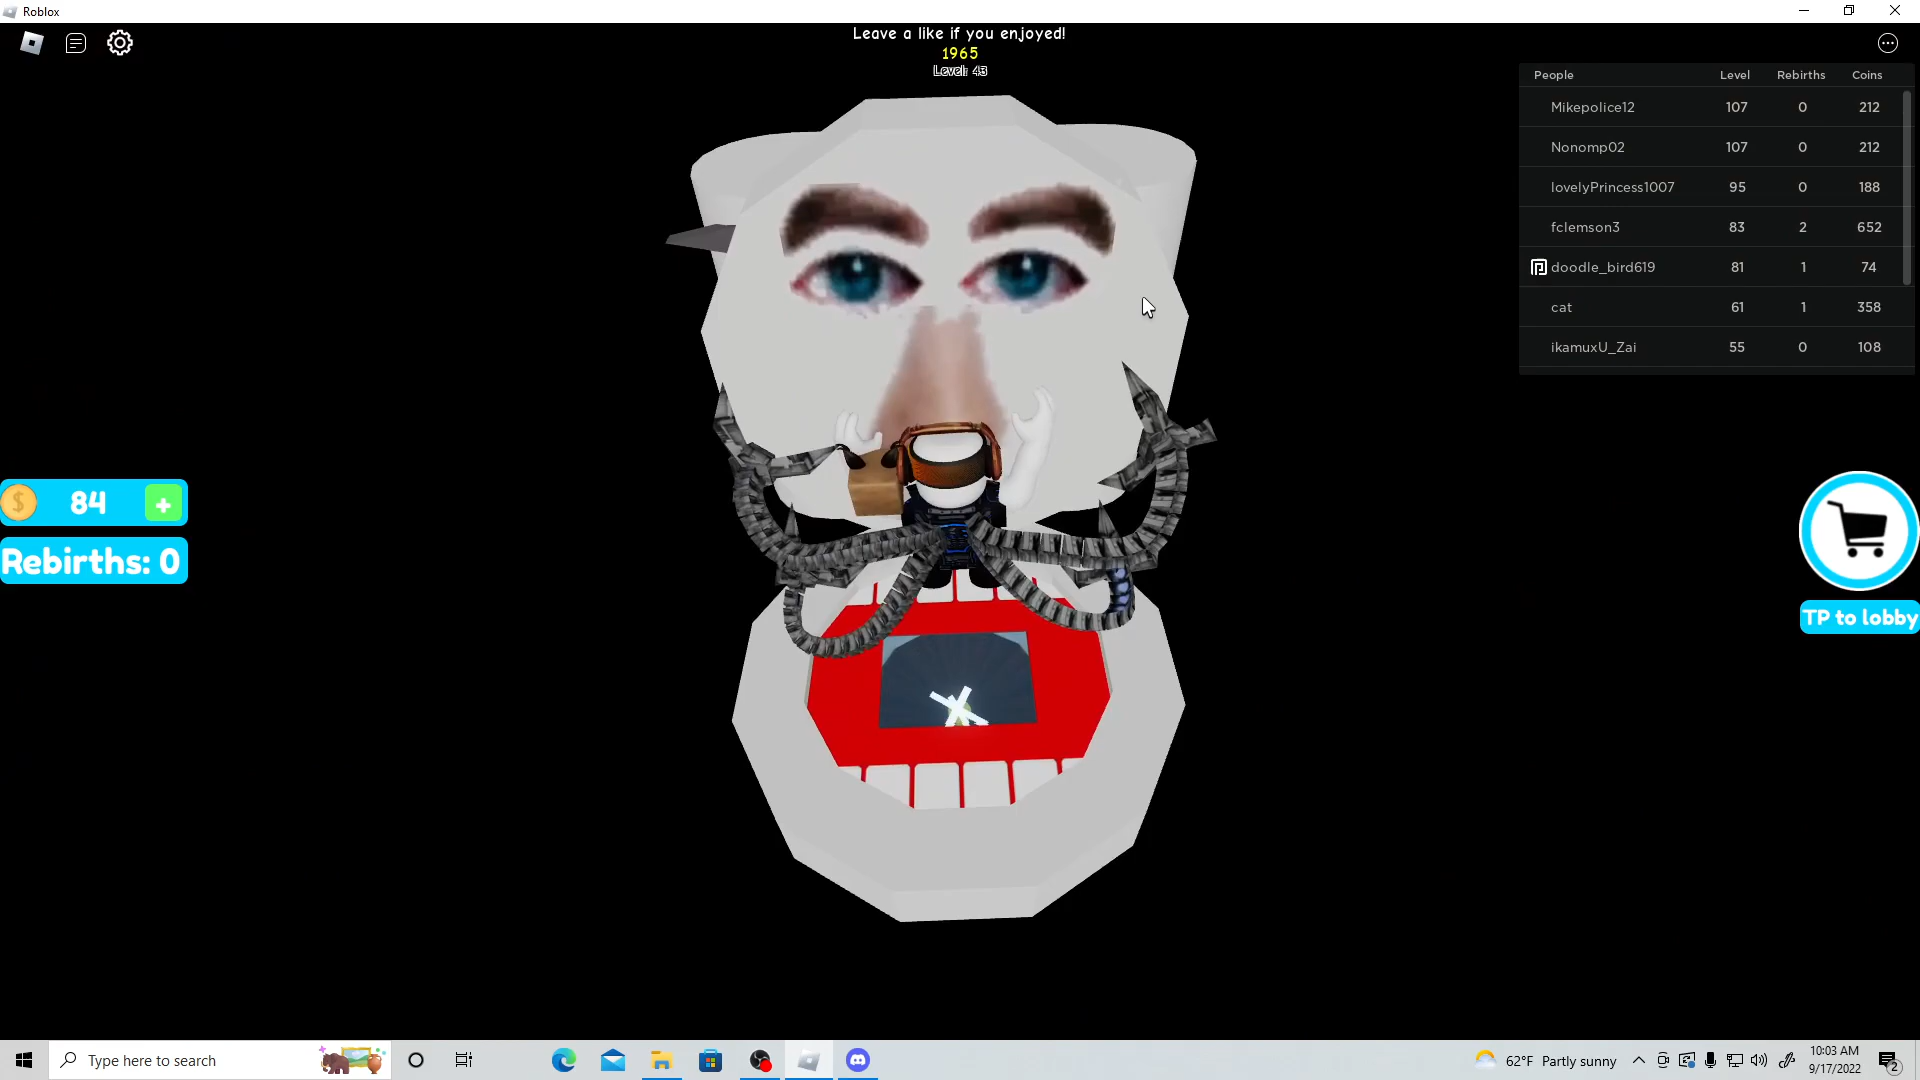 Roblox
Leave a like if you enjoyed!
1965
Level: 43
People Level Rebirths Coins
Mikepolice12 107 0 212
Nonomp02 107 0 212
lovelyPrincess1007 95 0 188
fclemson3 83 2 652
doodle_bird619 81 1 74
cat 61 1 358
ikamuxU_Zai 55 0 108
84 +
Rebirths: 0
TP to lobby
Type here to search
62°F Partly sunny
10:03 AM
9/17/2022
2